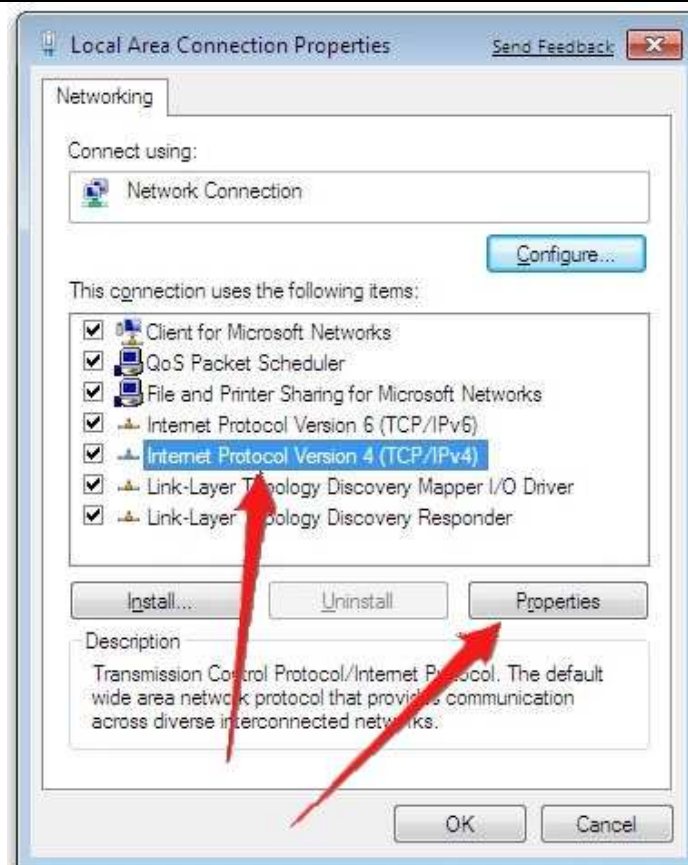 Local Area Connection Properties Send Feedback
Networking
Connect using:
Network Connection
Configure...
This connection uses the following items:
Client for Microsoft Networks
QoS Packet Scheduler
File and Printer Sharing for Microsoft Networks
Internet Protocol Version 6 (TCP/IPv6)
Internet Protocol Version 4 (TCP/IPv4)
Link-Layer Topology Discovery Mapper I/O Driver
Link-Layer Topology Discovery Responder
Install... Uninstall Properties
Description
Transmission Control Protocol/Internet Protocol. The default
wide area network protocol that provides communication
across diverse interconnected networks.
OK Cancel